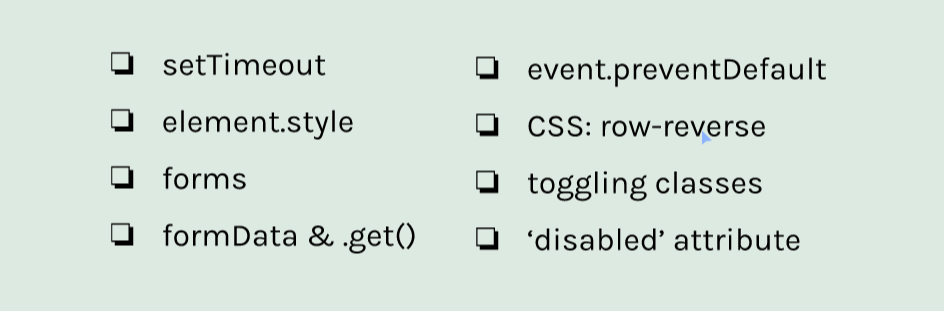 ❏ setTimeout
❏ element.style
❏ forms
❏ formData & .get()
❏ event.preventDefault
❏ CSS: row-reverse
❏ toggling classes
❏ ‘disabled’ attribute